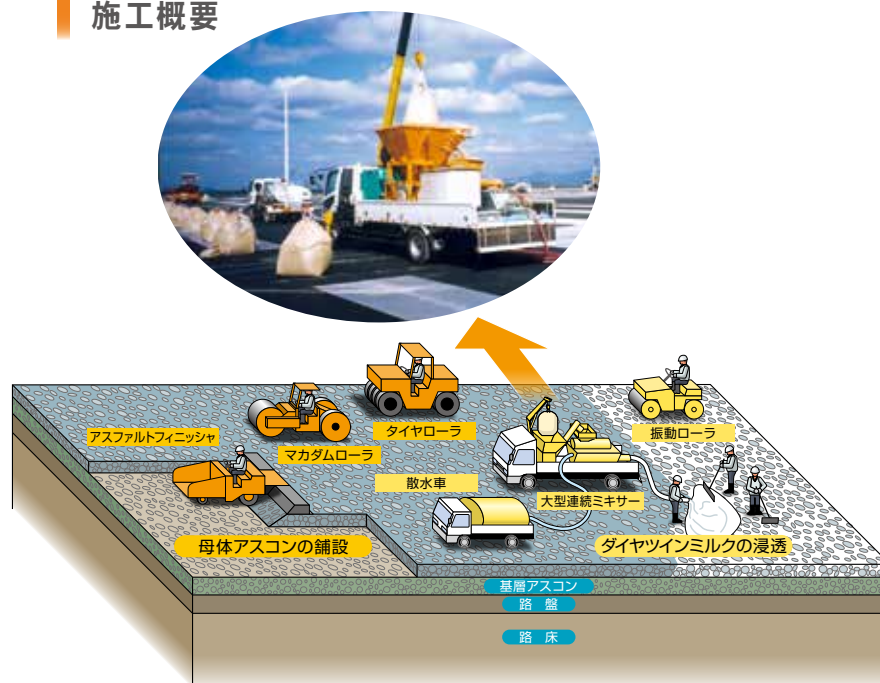 施工概要
アスファルトフィニッシャ
マカダムローラ
タイヤローラ
振動ローラ
散水車
大型連続ミキサー
母体アスコンの舗設
ダイヤツインミルクの浸透
基層アスコン
路盤
路床